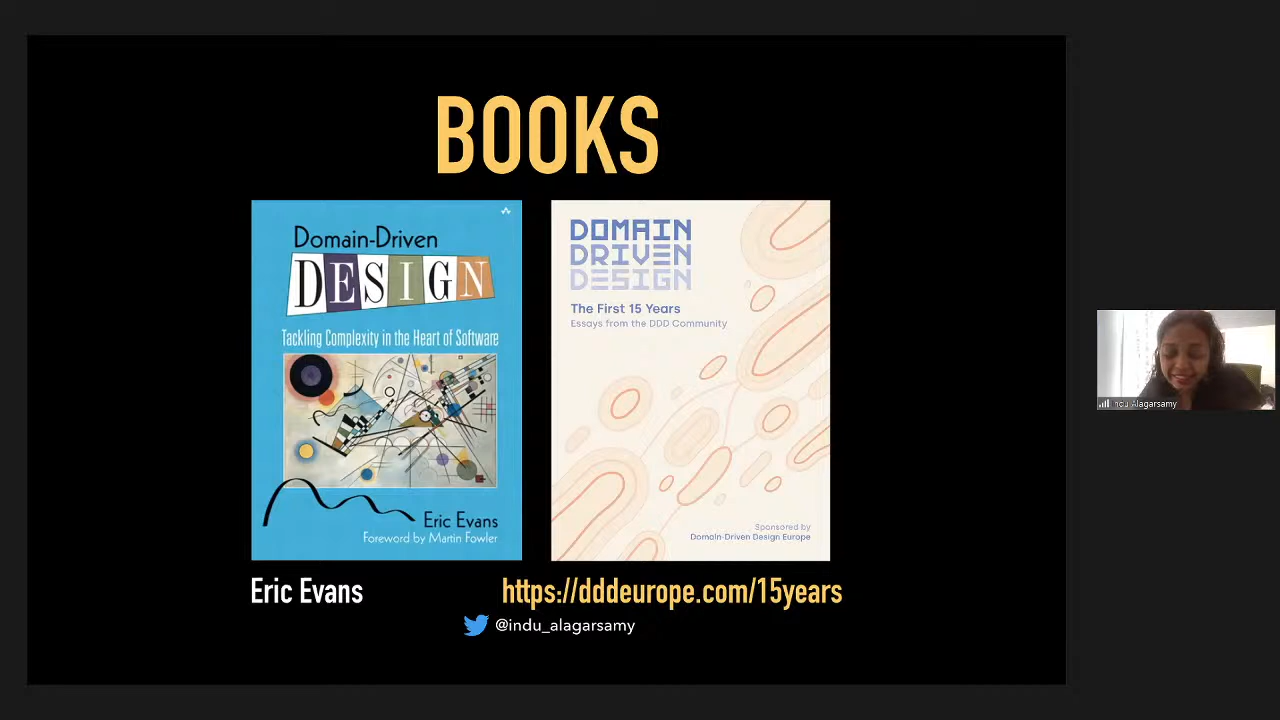 BOOKS
Domain-Driven
DESIGN
Tackling Complexity in the Heart of Software
Eric Evans
Foreword by Martin Fowler
DOMAIN
DRIVEN
DESIGN
The First 15 Years
Essays from the DDD Community
Sponsored by
Domain-Driven Design Europe
Eric Evans
https://dddeurope.com/15years
@indu_alagarsamy
Indu Alagarsamy